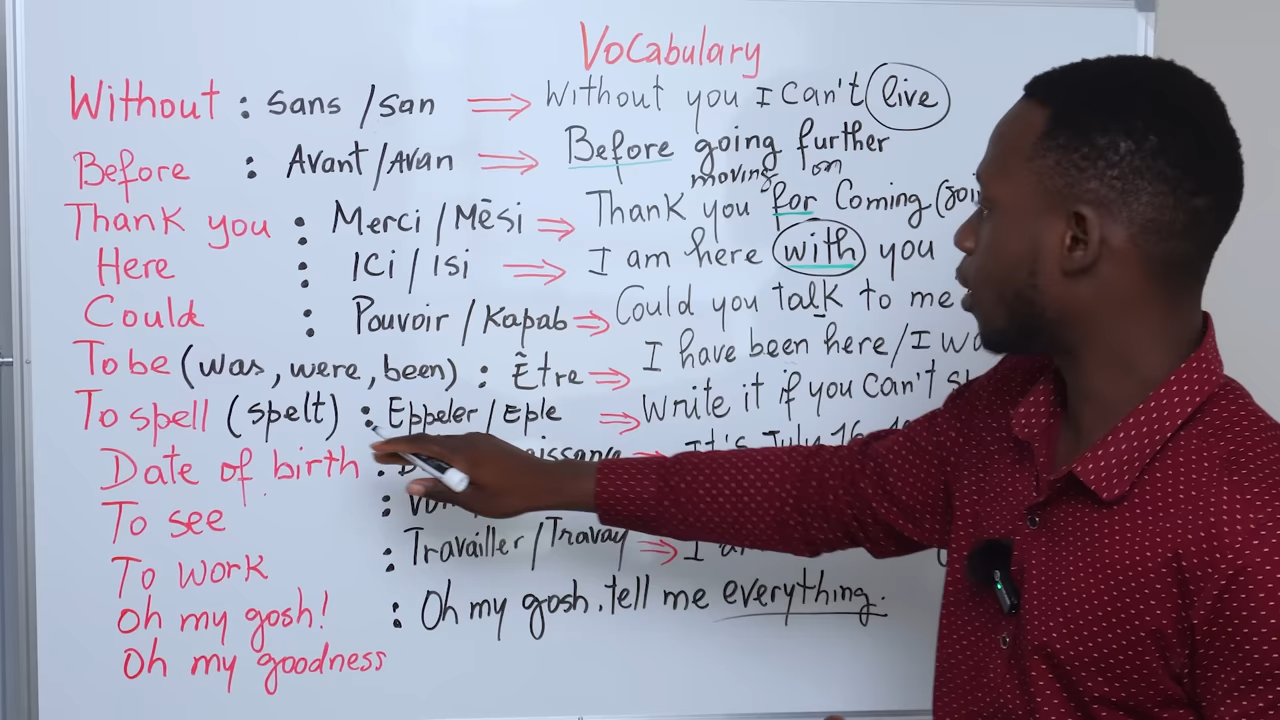 Vocabulary
Without : Sans / San ⇒ Without you I can't live
Before : Avant / Avan ⇒ Before going further
moving on
Thank you : Merci / Mēsi ⇒ Thank you for Coming
Here : ICi / Isi ⇒ I am here with you
Could : Pouvoir / Kapab ⇒ Could you talk to me
To be (was, were, been) : Être ⇒ I have been here / I
To spell (spelt) : Eppeler / Eple ⇒ Write it if you can't
Date of birth : ⇒ It's July 16
To see :
To work : Travailler / Travay ⇒ I
Oh my gosh! : Oh my gosh. tell me everything.
Oh my goodness